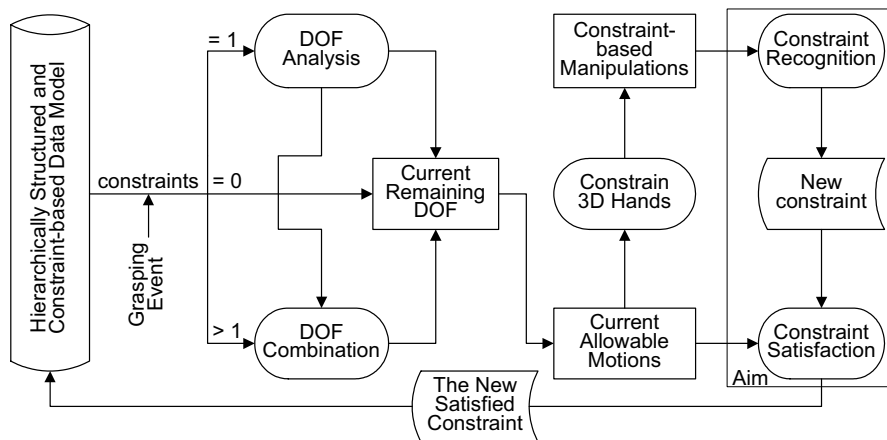 Hierarchically Structured and
Constraint-based Data Model
constraints
Grasping
Event
= 1
= 0
> 1
DOF
Analysis
DOF
Combination
Current
Remaining
DOF
Constraint-
based
Manipulations
Constrain
3D Hands
Current
Allowable
Motions
Constraint
Recognition
New
constraint
Constraint
Satisfaction
Aim
The New
Satisfied
Constraint